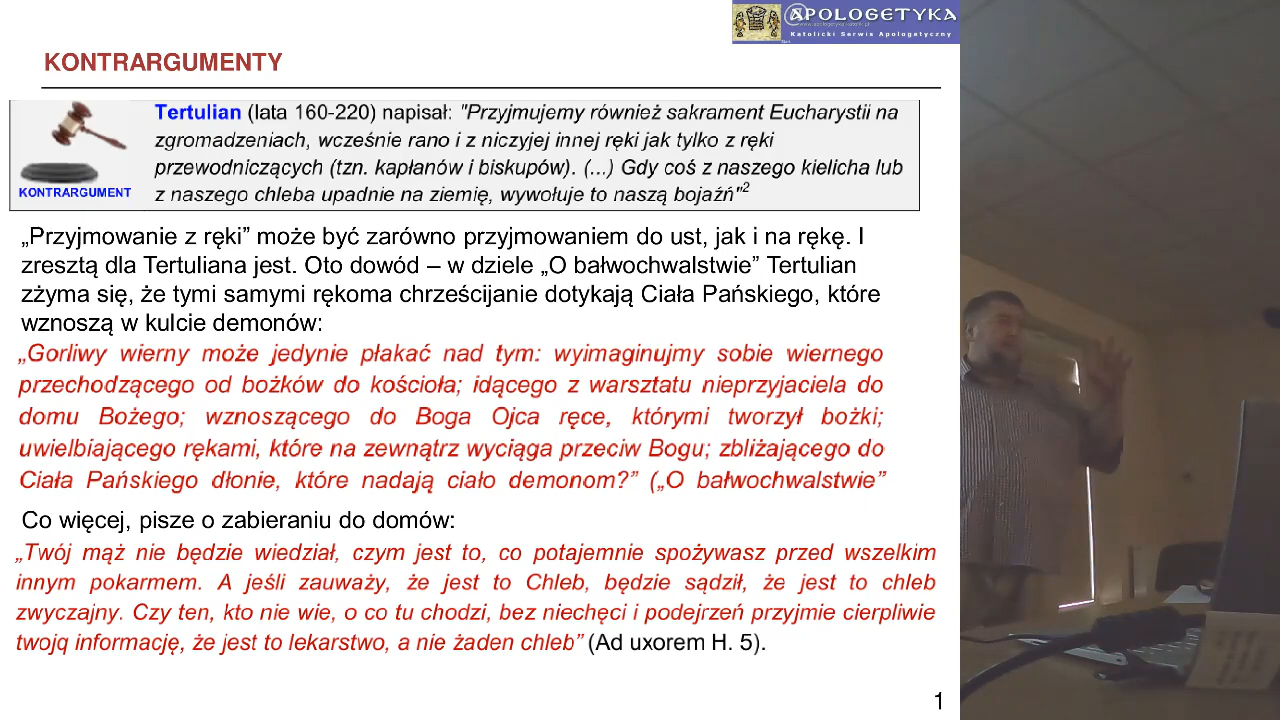 @APOLOGETYKA
Katolicki Serwis Apologetyczny
KONTRARGUMENTY
Tertulian (lata 160-220) napisał: "Przyjmujemy również sakrament Eucharystii na
zgromadzeniach, wcześnie rano i z niczyjej innej ręki jak tylko z ręki
przewodniczących (tzn. kapłanów i biskupów). (...) Gdy coś z naszego kielicha lub
z naszego chleba upadnie na ziemię, wywołuje to naszą bojaźń"2
KONTRARGUMENT
„Przyjmowanie z ręki” może być zarówno przyjmowaniem do ust, jak i na rękę. I
zresztą dla Tertuliana jest. Oto dowód – w dziele „O bałwochwalstwie” Tertulian
zżyma się, że tymi samymi rękoma chrześcijanie dotykają Ciała Pańskiego, które
wznoszą w kulcie demonów:
„Gorliwy wierny może jedynie płakać nad tym: wyimaginujmy sobie wiernego
przechodzącego od bożków do kościoła; idącego z warsztatu nieprzyjaciela do
domu Bożego; wznoszącego do Boga Ojca ręce, którymi tworzył bożki;
uwielbiającego rękami, które na zewnątrz wyciąga przeciw Bogu; zbliżającego do
Ciała Pańskiego dłonie, które nadają ciało demonom?” („O bałwochwalstwie”
Co więcej, pisze o zabieraniu do domów:
„Twój mąż nie będzie wiedział, czym jest to, co potajemnie spożywasz przed wszelkim
innym pokarmem. A jeśli zauważy, że jest to Chleb, będzie sądził, że jest to chleb
zwyczajny. Czy ten, kto nie wie, o co tu chodzi, bez niechęci i podejrzeń przyjmie cierpliwie
twoją informację, że jest to lekarstwo, a nie żaden chleb” (Ad uxorem H. 5).
1